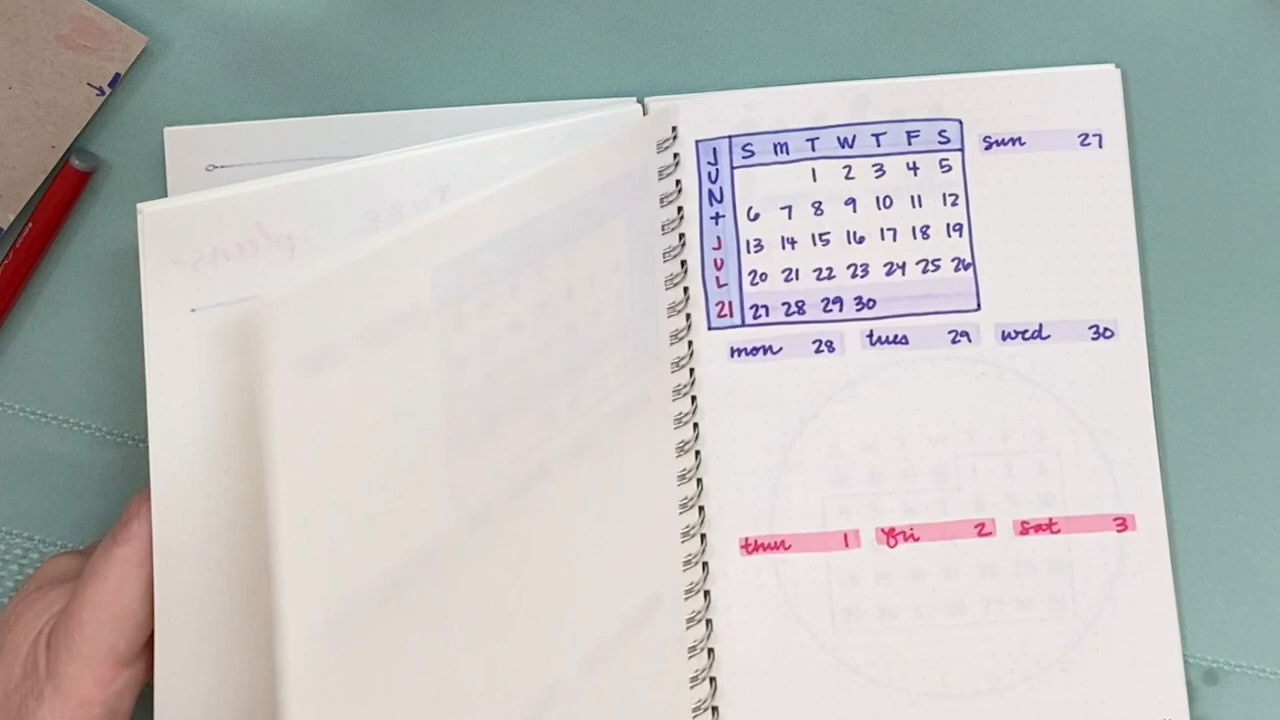 JUN + JUL 21
S M T W T F S
1 2 3 4 5
6 7 8 9 10 11 12
13 14 15 16 17 18 19
20 21 22 23 24 25 26
27 28 29 30
sun 27
mon 28 tues 29 wed 30
thur 1 fri 2 sat 3